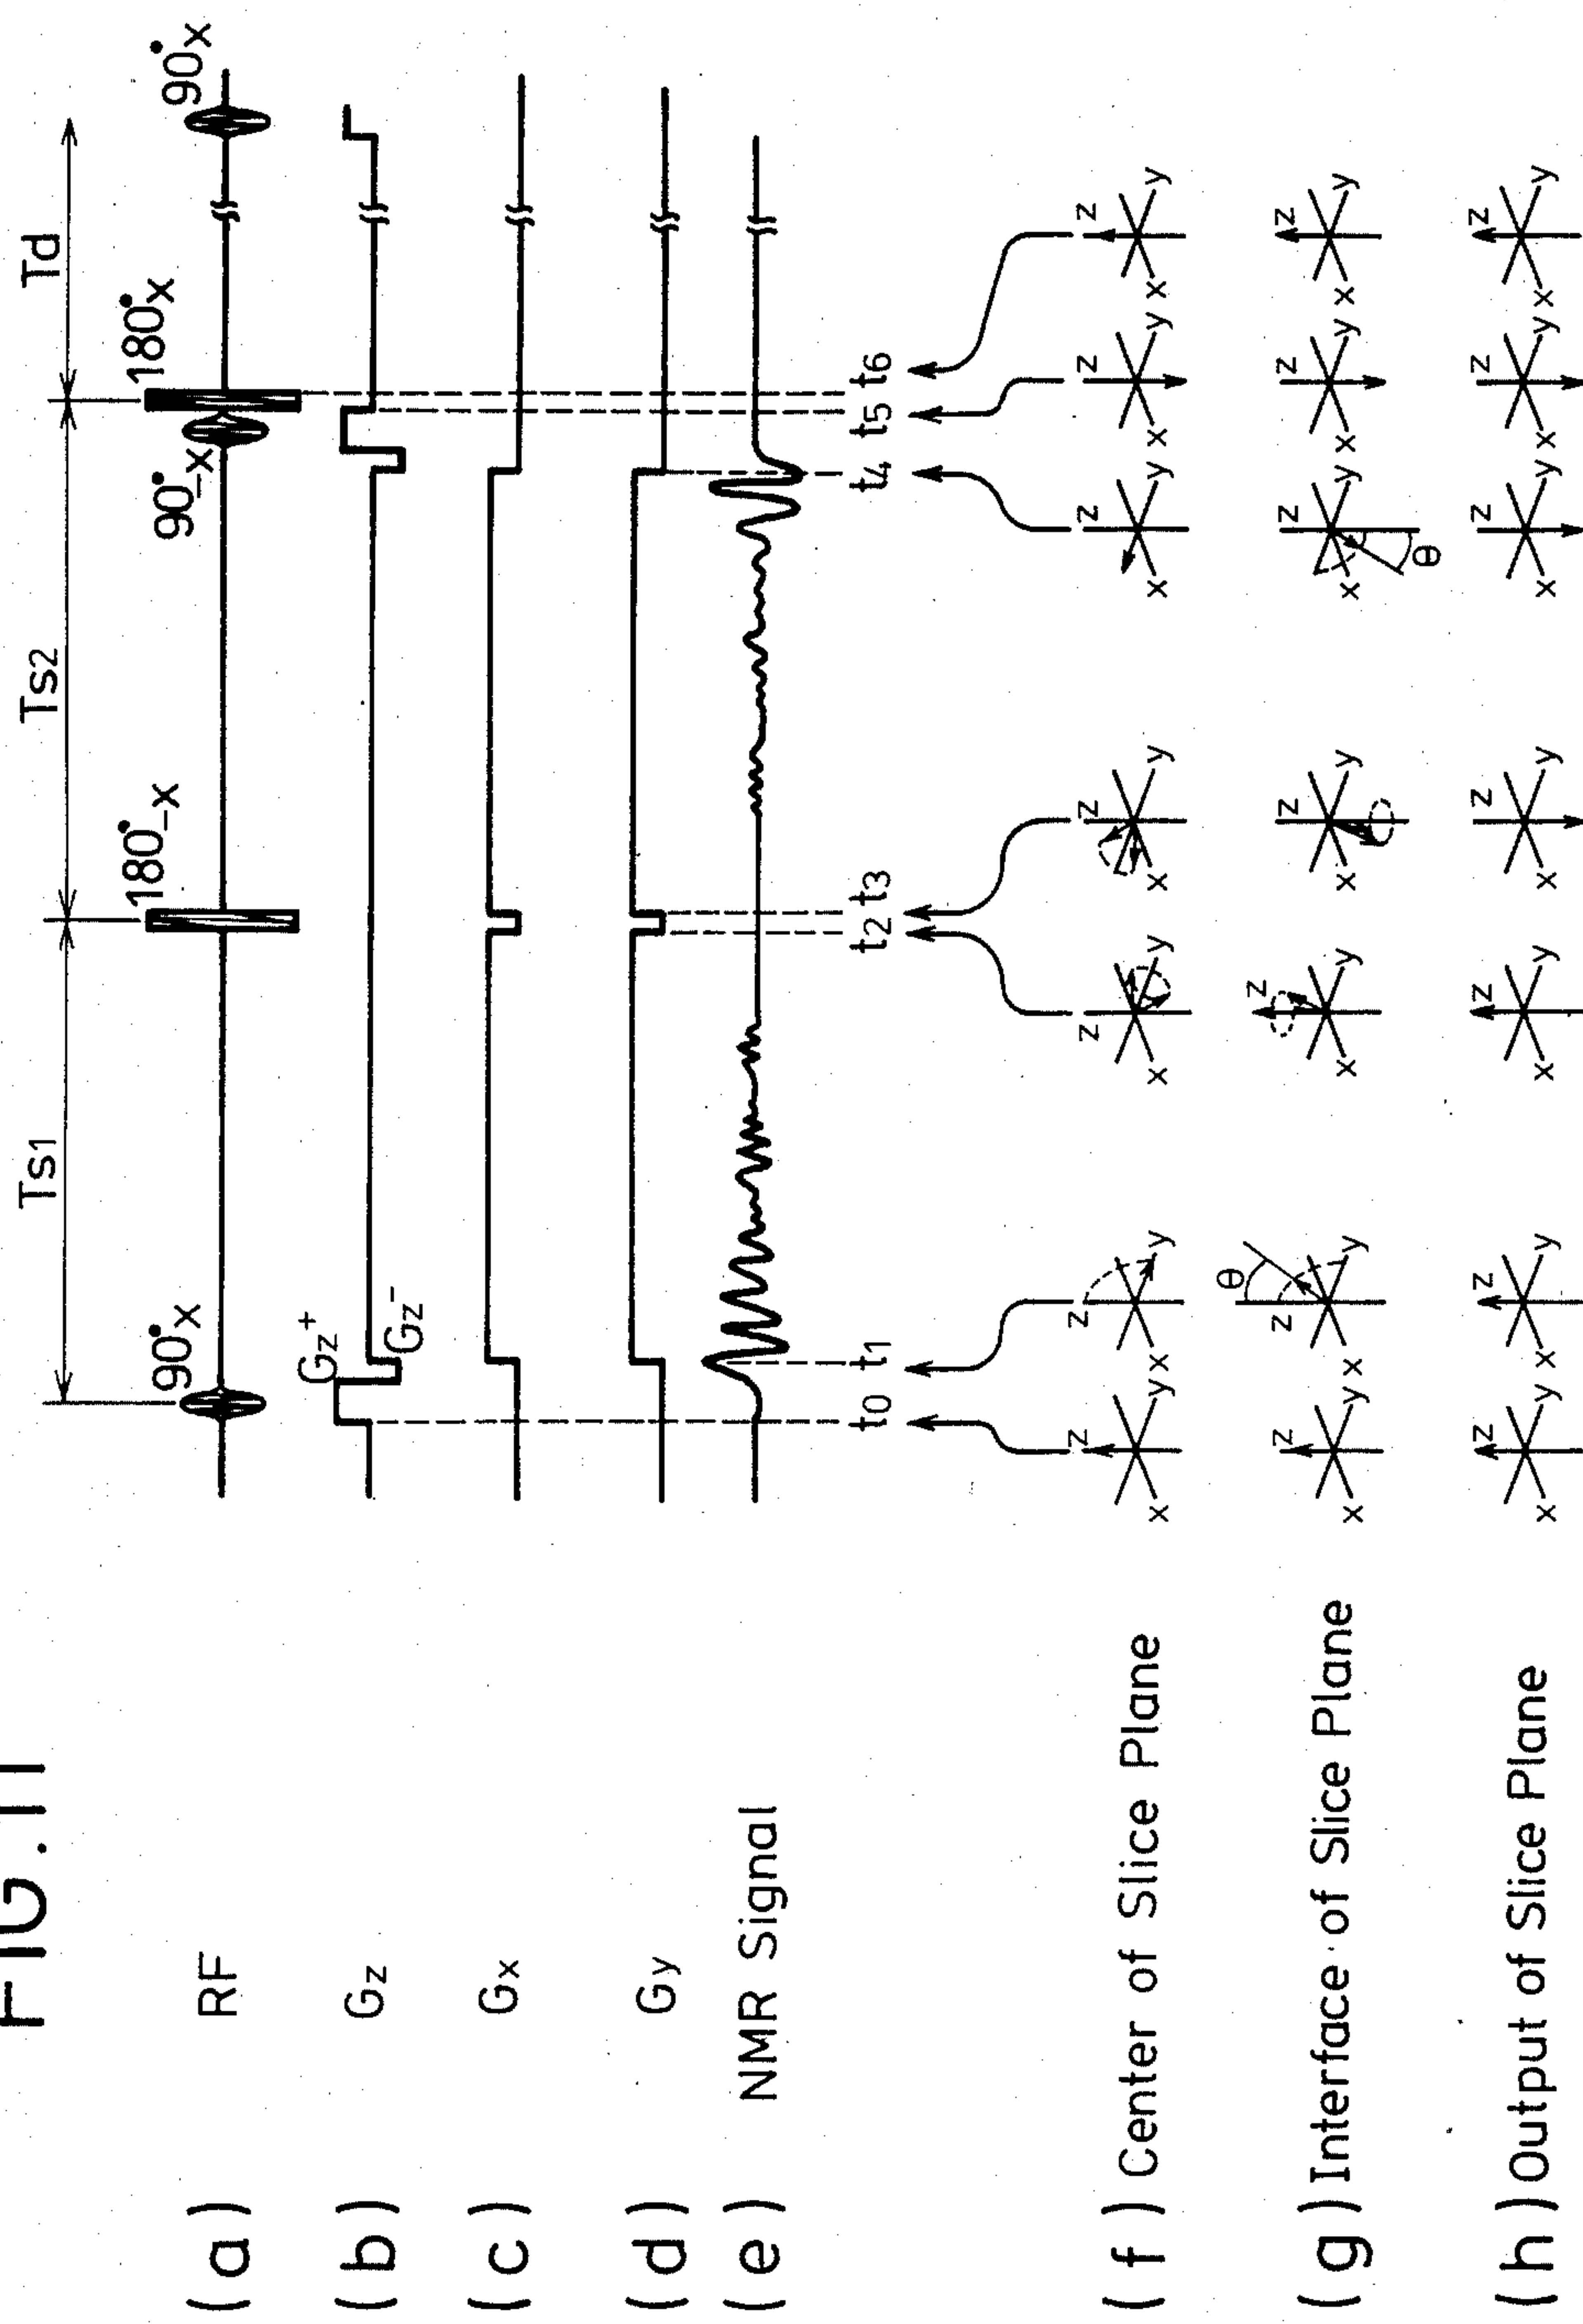 FIG.11
Ts1 Ts2 Td
(a) RF 90°x 180°-x 90°-x 180°x 90°x
(b) Gz Gz+ Gz-
(c) Gx
(d) Gy
(e) NMR Signal
t0 t1 t2 t3 t4 t5 t6
(f) Center of Slice Plane
z z z z z z z
x y x y x y x y x y x y x y
(g) Interface of Slice Plane
z θ z z z z z z
x y x y x y x y x y x y x y
θ
(h) Output of Slice Plane
z z z z z z z
x y x y x y x y x y x y x y